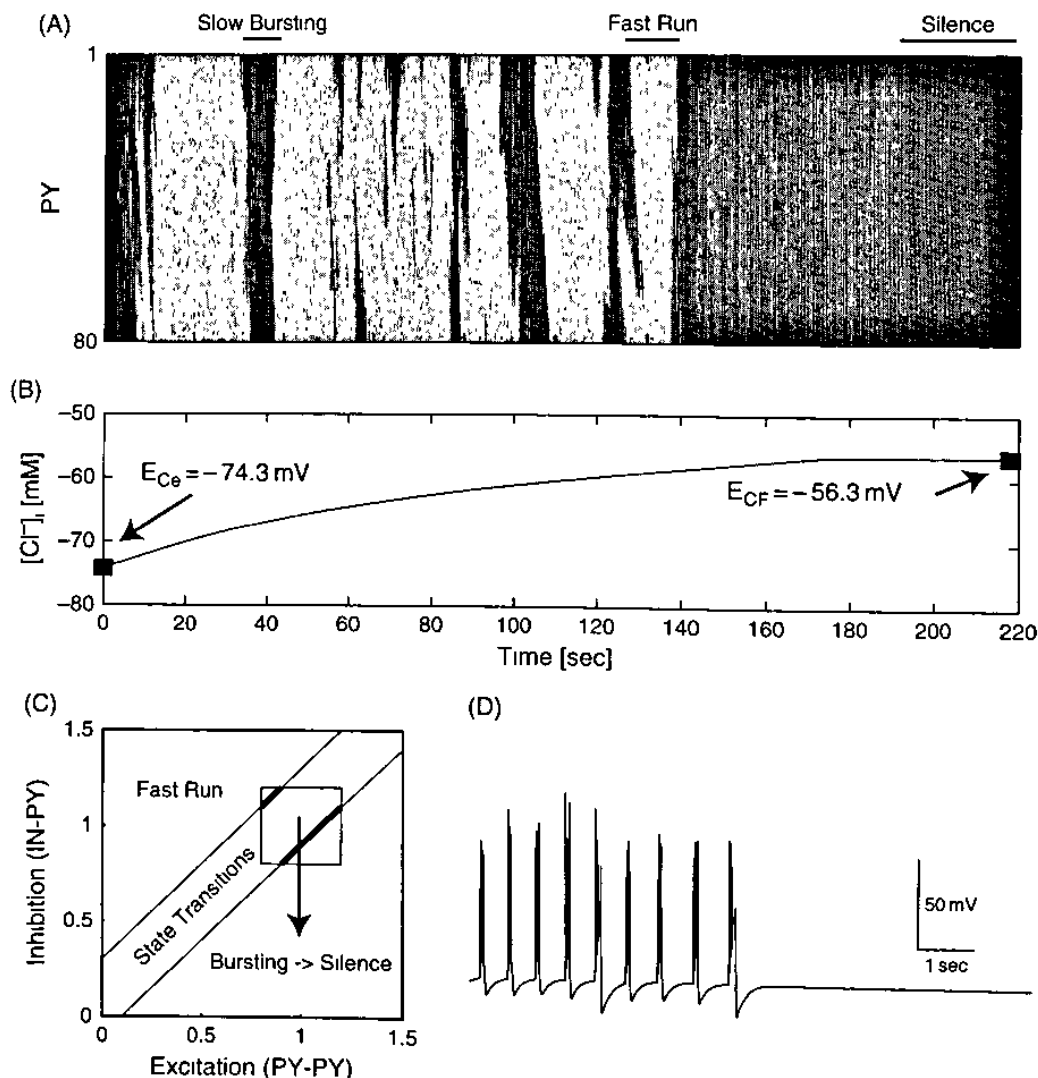 (A)
Slow Bursting
Fast Run
Silence
1
PY
80
(B)
-50
-60
-70
-80
[Cl⁻]ᵢ [mM]
E_Ce = -74.3 mV
E_CF = -56.3 mV
0 20 40 60 80 100 120 140 160 180 200 220
Time [sec]
(C)
1.5
1
0.5
0
Inhibition (IN-PY)
Fast Run
State Transitions
Bursting -> Silence
0 0.5 1 1.5
Excitation (PY-PY)
(D)
50 mV
1 sec